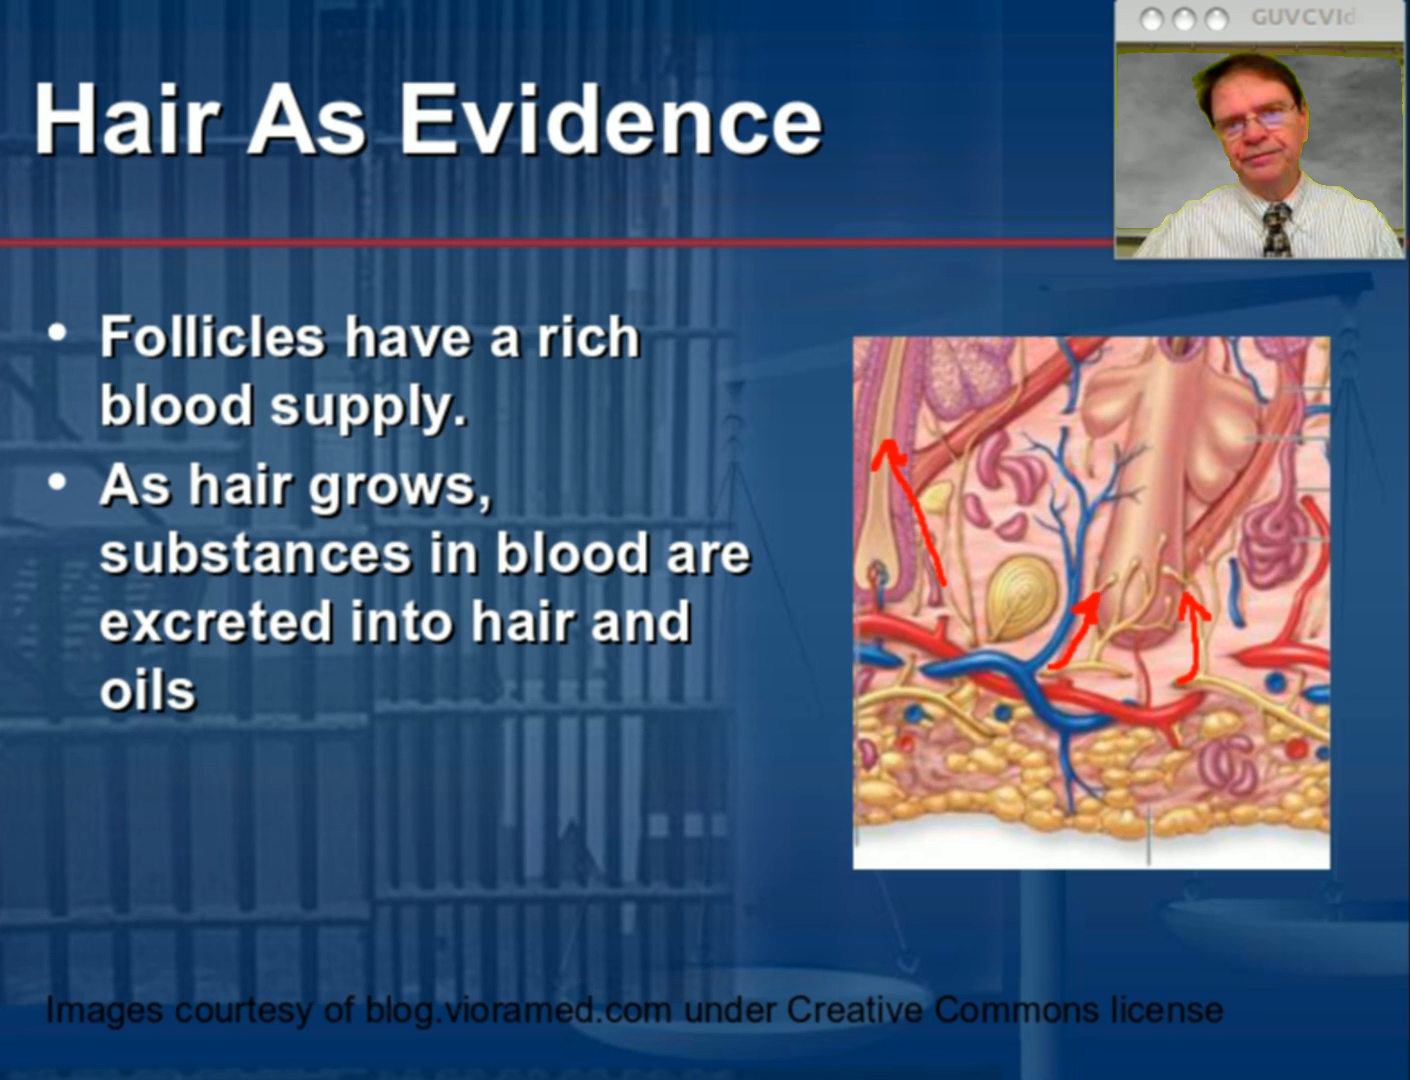 GUVCVId
Hair As Evidence
• Follicles have a rich
blood supply.
• As hair grows,
substances in blood are
excreted into hair and
oils
Images courtesy of blog.vioramed.com under Creative Commons license